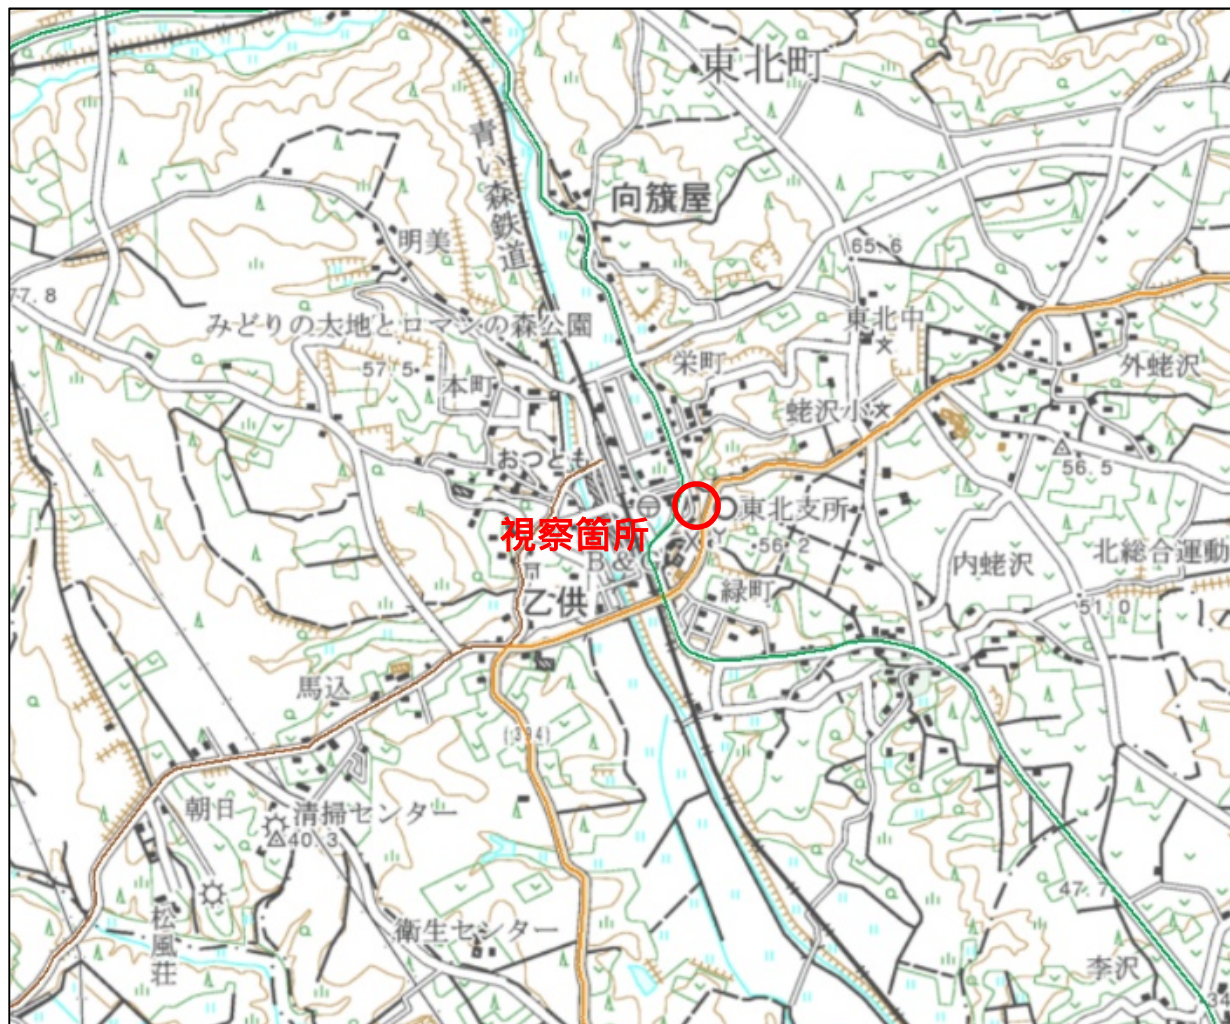 東北町
青い森鉄道
向籏屋
明美
65.6
77.8
みどりの大地とロマンの森公園
東北中
栄町
外蛯沢
57.5
本町
蛯沢小
おつとも
56.5
東北支所
視察箇所
56.2
北総合運動
B&G
内蛯沢
緑町
乙供
51.0
馬込
(394)
朝日
清掃センター
40.3
47.7
松風荘
衛生センター
李沢